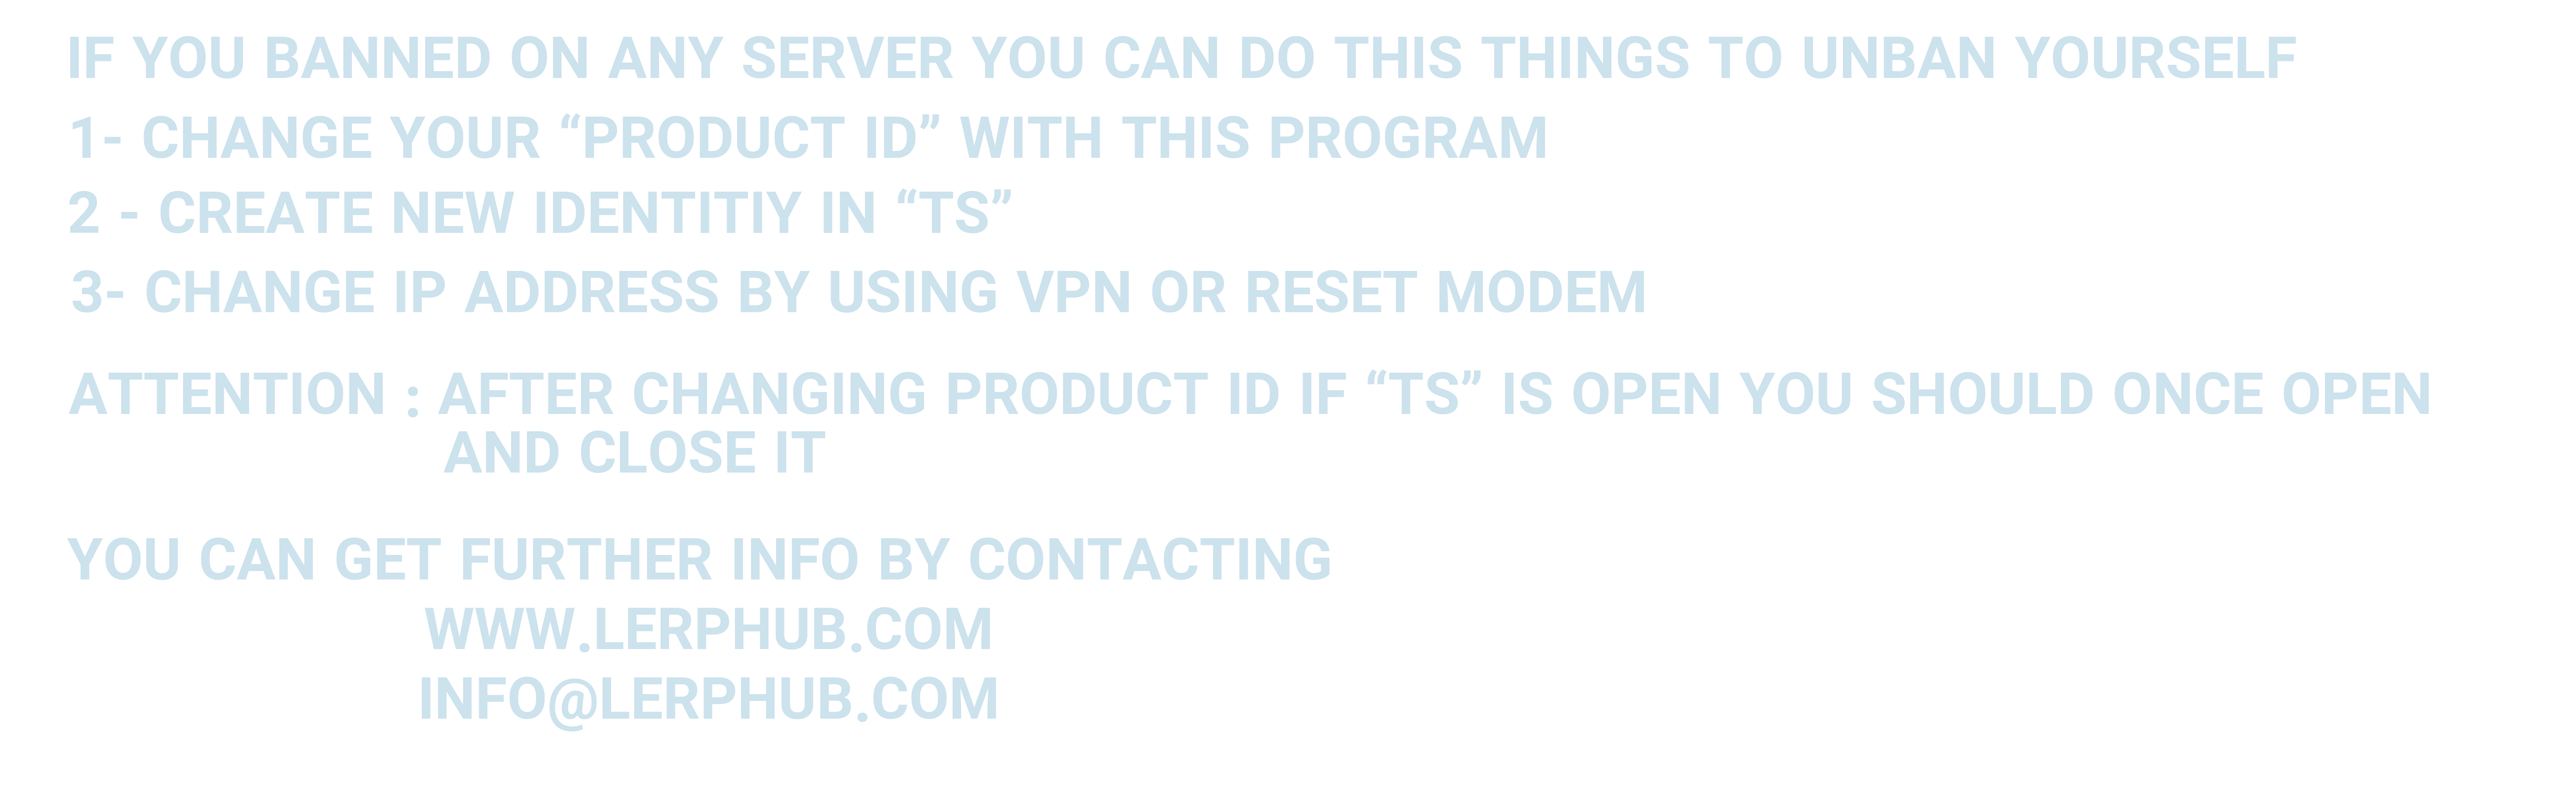 IF YOU BANNED ON ANY SERVER YOU CAN DO THIS THINGS TO UNBAN YOURSELF
1- CHANGE YOUR “PRODUCT ID” WITH THIS PROGRAM
2 - CREATE NEW IDENTITIY IN “TS”
3- CHANGE IP ADDRESS BY USING VPN OR RESET MODEM
ATTENTION : AFTER CHANGING PRODUCT ID IF “TS” IS OPEN YOU SHOULD ONCE OPEN
AND CLOSE IT
YOU CAN GET FURTHER INFO BY CONTACTING
WWW.LERPHUB.COM
INFO@LERPHUB.COM